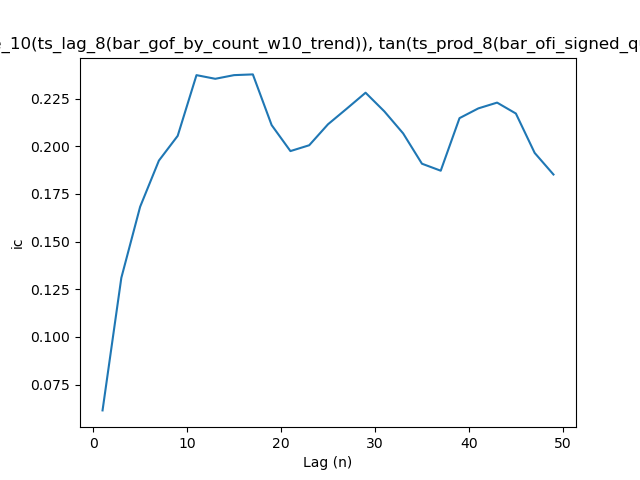 e_10(ts_lag_8(bar_gof_by_count_w10_trend)), tan(ts_prod_8(bar_ofi_signed_q
0.225
0.200
0.175
0.150
0.125
0.100
0.075
ic
0 10 20 30 40 50
Lag (n)